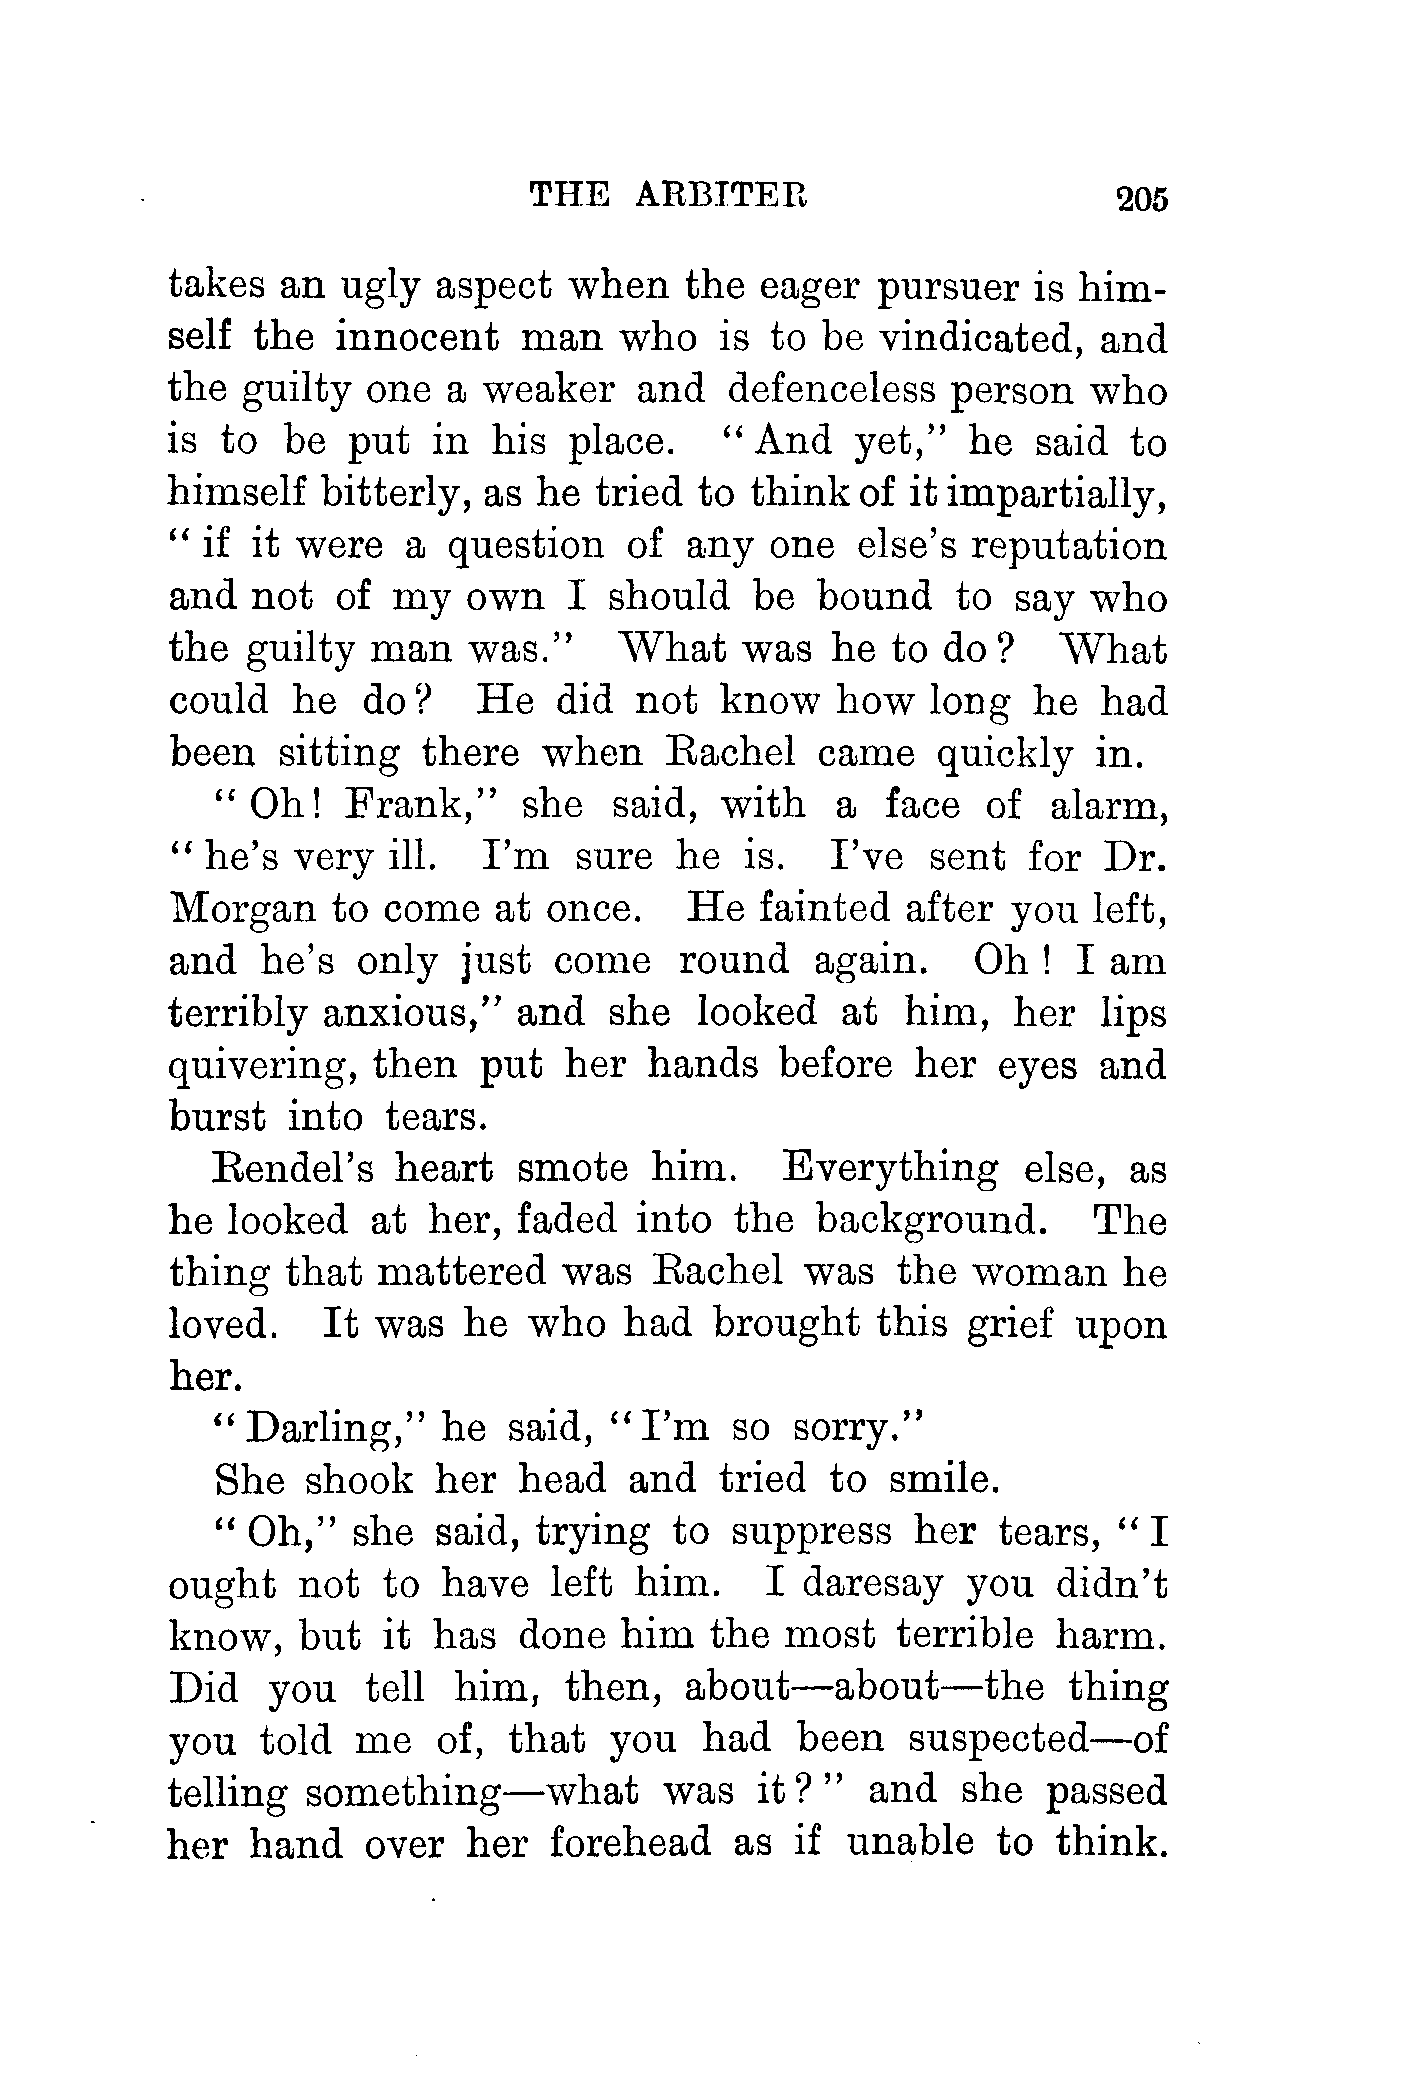 THE ARBITER 205
takes an ugly aspect when the eager pursuer is him-
self the innocent man who is to be vindicated, and
the guilty one a weaker and defenceless person who
is to be put in his place. “ And yet,” he said to
himself bitterly, as he tried to think of it impartially,
“ if it were a question of any one else’s reputation
and not of my own I should be bound to say who
the guilty man was.” What was he to do ? What
could he do ? He did not know how long he had
been sitting there when Rachel came quickly in.
“ Oh! Frank,” she said, with a face of alarm,
“ he’s very ill. I’m sure he is. I’ve sent for Dr.
Morgan to come at once. He fainted after you left,
and he’s only just come round again. Oh ! I am
terribly anxious,” and she looked at him, her lips
quivering, then put her hands before her eyes and
burst into tears.
Rendel’s heart smote him. Everything else, as
he looked at her, faded into the background. The
thing that mattered was Rachel was the woman he
loved. It was he who had brought this grief upon
her.
“ Darling,” he said, “ I’m so sorry.”
She shook her head and tried to smile.
“ Oh,” she said, trying to suppress her tears, “ I
ought not to have left him. I daresay you didn’t
know, but it has done him the most terrible harm.
Did you tell him, then, about—about—the thing
you told me of, that you had been suspected—of
telling something—what was it ? ” and she passed
her hand over her forehead as if unable to think.